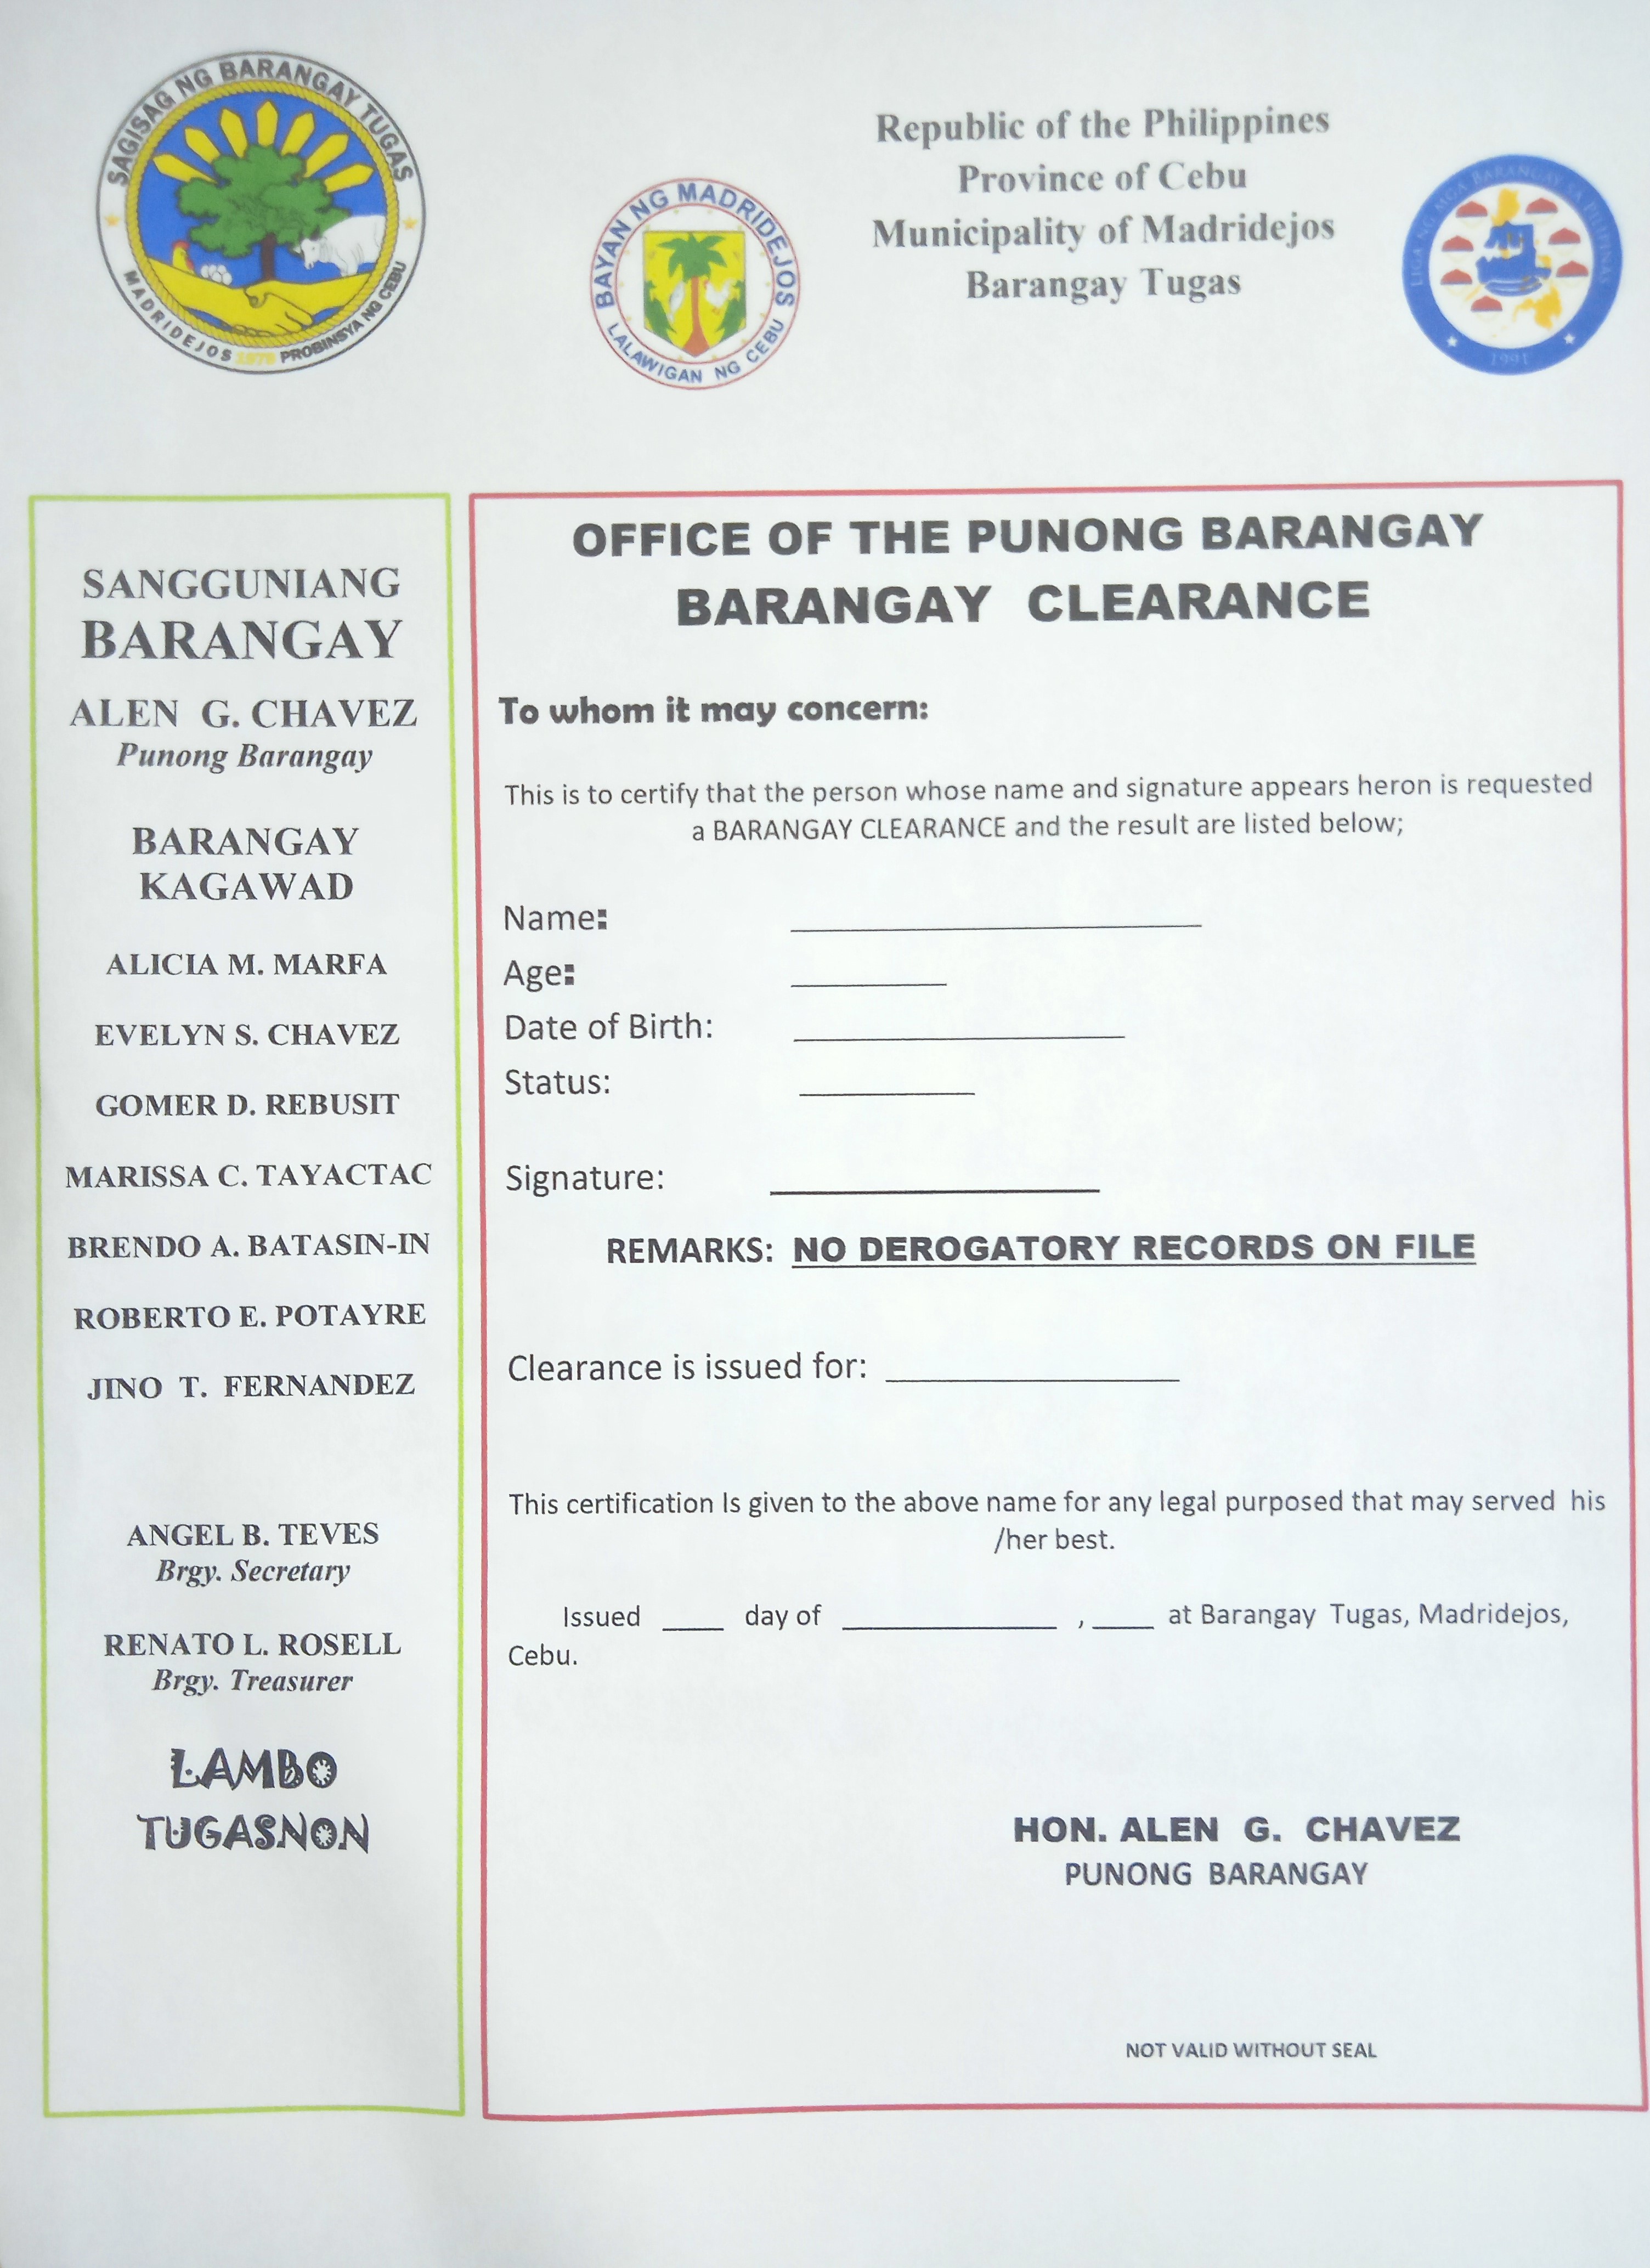 SAGISAG NG BARANGAY TUGAS
MADRIDEJOS 1978 PROBINSYA NG CEBU
BAYAN NG MADRIDEJOS
LALAWIGAN NG CEBU
Republic of the Philippines
Province of Cebu
Municipality of Madridejos
Barangay Tugas
LIGA NG MGA BARANGAY SA PILIPINAS
1991
SANGGUNIANG
BARANGAY
ALEN G. CHAVEZ
Punong Barangay
BARANGAY
KAGAWAD
ALICIA M. MARFA
EVELYN S. CHAVEZ
GOMER D. REBUSIT
MARISSA C. TAYACTAC
BRENDO A. BATASIN-IN
ROBERTO E. POTAYRE
JINO T. FERNANDEZ
ANGEL B. TEVES
Brgy. Secretary
RENATO L. ROSELL
Brgy. Treasurer
LAMBO
TUGASNON
OFFICE OF THE PUNONG BARANGAY
BARANGAY CLEARANCE
To whom it may concern:
This is to certify that the person whose name and signature appears heron is requested
a BARANGAY CLEARANCE and the result are listed below;
Name: ____________________
Age: ________
Date of Birth: ________________
Status: ________
Signature: ________________
REMARKS: NO DEROGATORY RECORDS ON FILE
Clearance is issued for: ________________
This certification Is given to the above name for any legal purposed that may served his
/her best.
Issued ____ day of ____________ , ____ at Barangay Tugas, Madridejos,
Cebu.
HON. ALEN G. CHAVEZ
PUNONG BARANGAY
NOT VALID WITHOUT SEAL